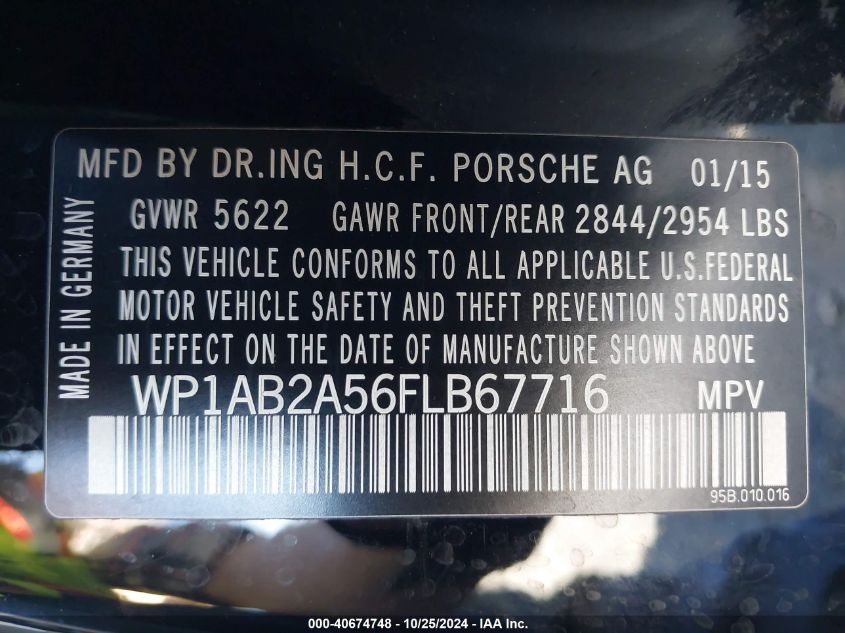 MFD BY DR.ING H.C.F. PORSCHE AG 01/15
GVWR 5622 GAWR FRONT/REAR 2844/2954 LBS
THIS VEHICLE CONFORMS TO ALL APPLICABLE U.S.FEDERAL
MOTOR VEHICLE SAFETY AND THEFT PREVENTION STANDARDS
IN EFFECT ON THE DATE OF MANUFACTURE SHOWN ABOVE
MADE IN GERMANY
WP1AB2A56FLB67716 MPV
95B.010.016
000-40674748 - 10/25/2024 - IAA Inc.